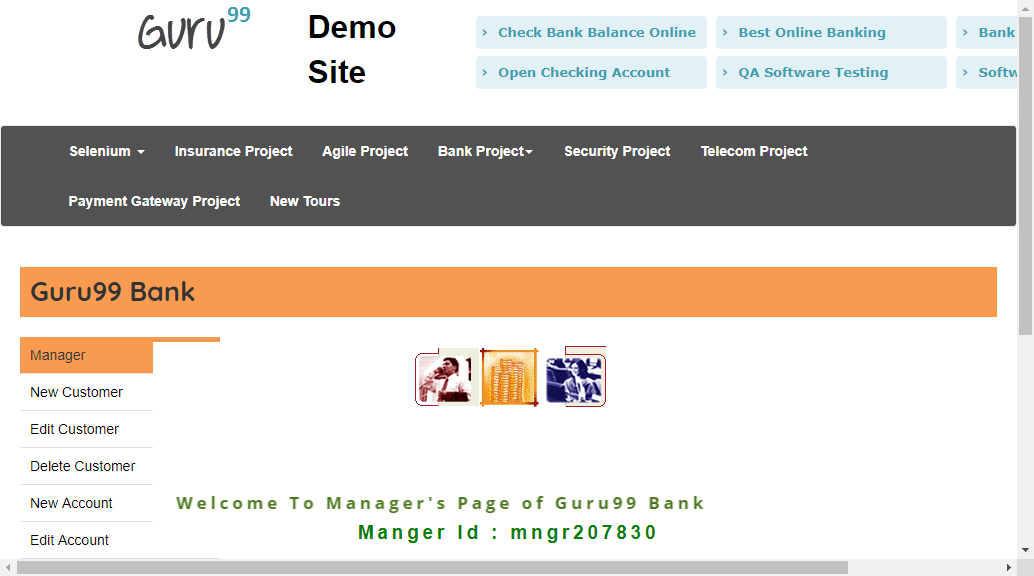 Guru99
Demo
Site
› Check Bank Balance Online
› Best Online Banking
› Bank
› Open Checking Account
› QA Software Testing
› Softw
Selenium
Insurance Project
Agile Project
Bank Project
Security Project
Telecom Project
Payment Gateway Project
New Tours
Guru99 Bank
Manager
New Customer
Edit Customer
Delete Customer
New Account
Edit Account
Welcome To Manager's Page of Guru99 Bank
Manger Id : mngr207830